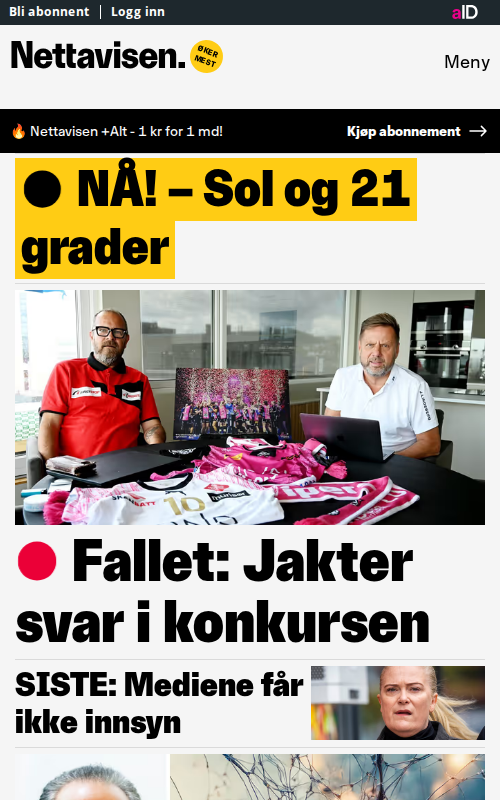 Bli abonnent
Logg inn
aID
Nettavisen.
ØKER
MEST
Meny
Nettavisen +Alt - 1 kr for 1 md!
Kjøp abonnement
NÅ! – Sol og 21
grader
10
Fallet: Jakter
svar i konkursen
SISTE: Mediene får
ikke innsyn